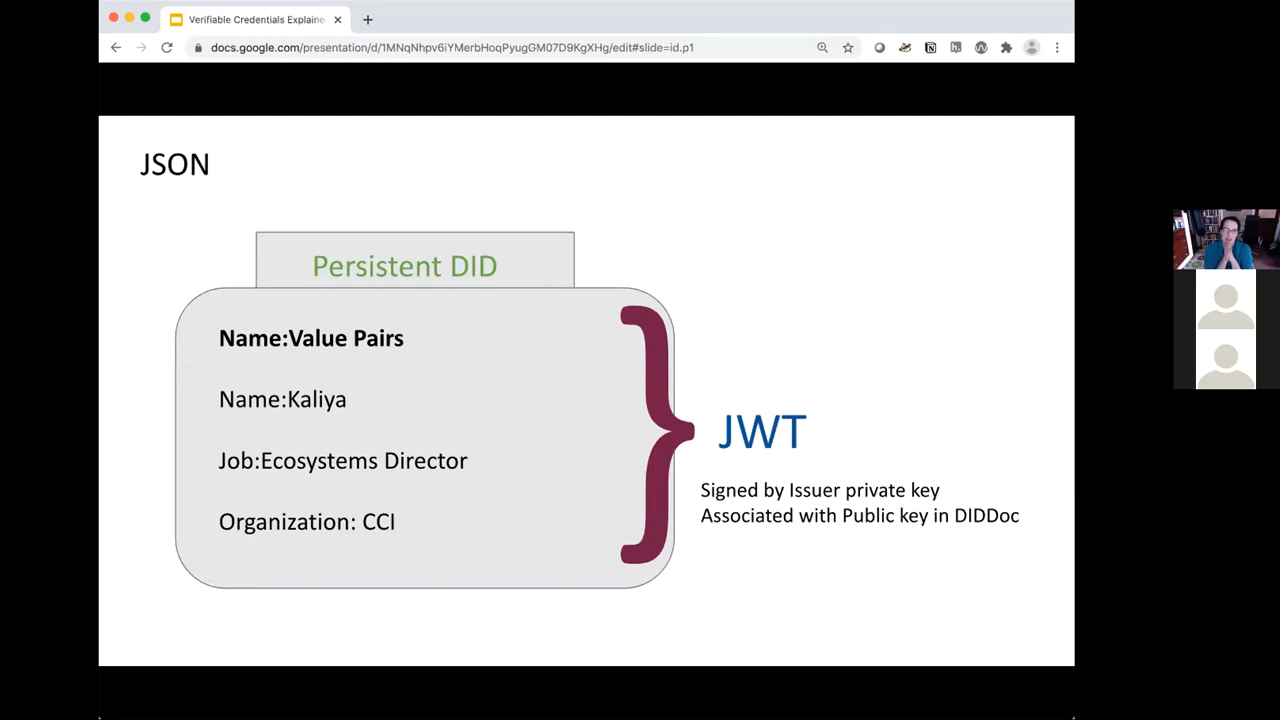 Verifiable Credentials Explaine
docs.google.com/presentation/d/1MNqNhpv6iYMerbHoqPyugGM07D9KgXHg/edit#slide=id.p1
JSON
Persistent DID
Name:Value Pairs
Name:Kaliya
Job:Ecosystems Director
Organization: CCI
JWT
Signed by Issuer private key
Associated with Public key in DIDDoc